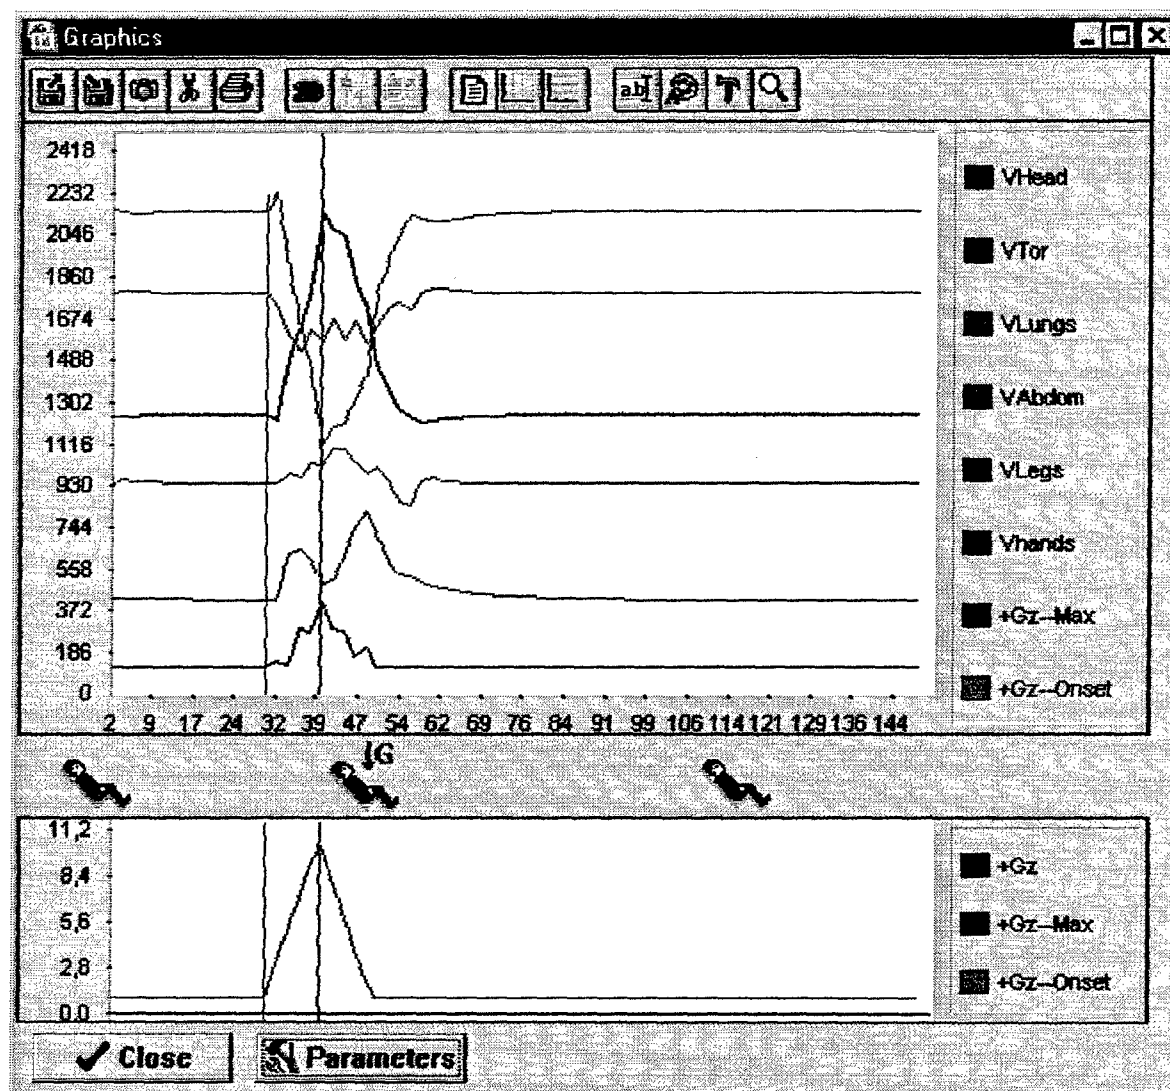 Graphics
ab
2418
2232
2046
1860
1674
1488
1302
1116
930
744
558
372
186
0
2 9 17 24 32 39 47 54 62 69 76 84 91 99 106 114 121 129 136 144
VHead
VTor
VLungs
VAbdom
VLegs
Vhands
+Gz--Max
+Gz--Onset
G
11,2
8,4
5,6
2,8
0.0
+Gz
+Gz--Max
+Gz--Onset
Close
Parameters